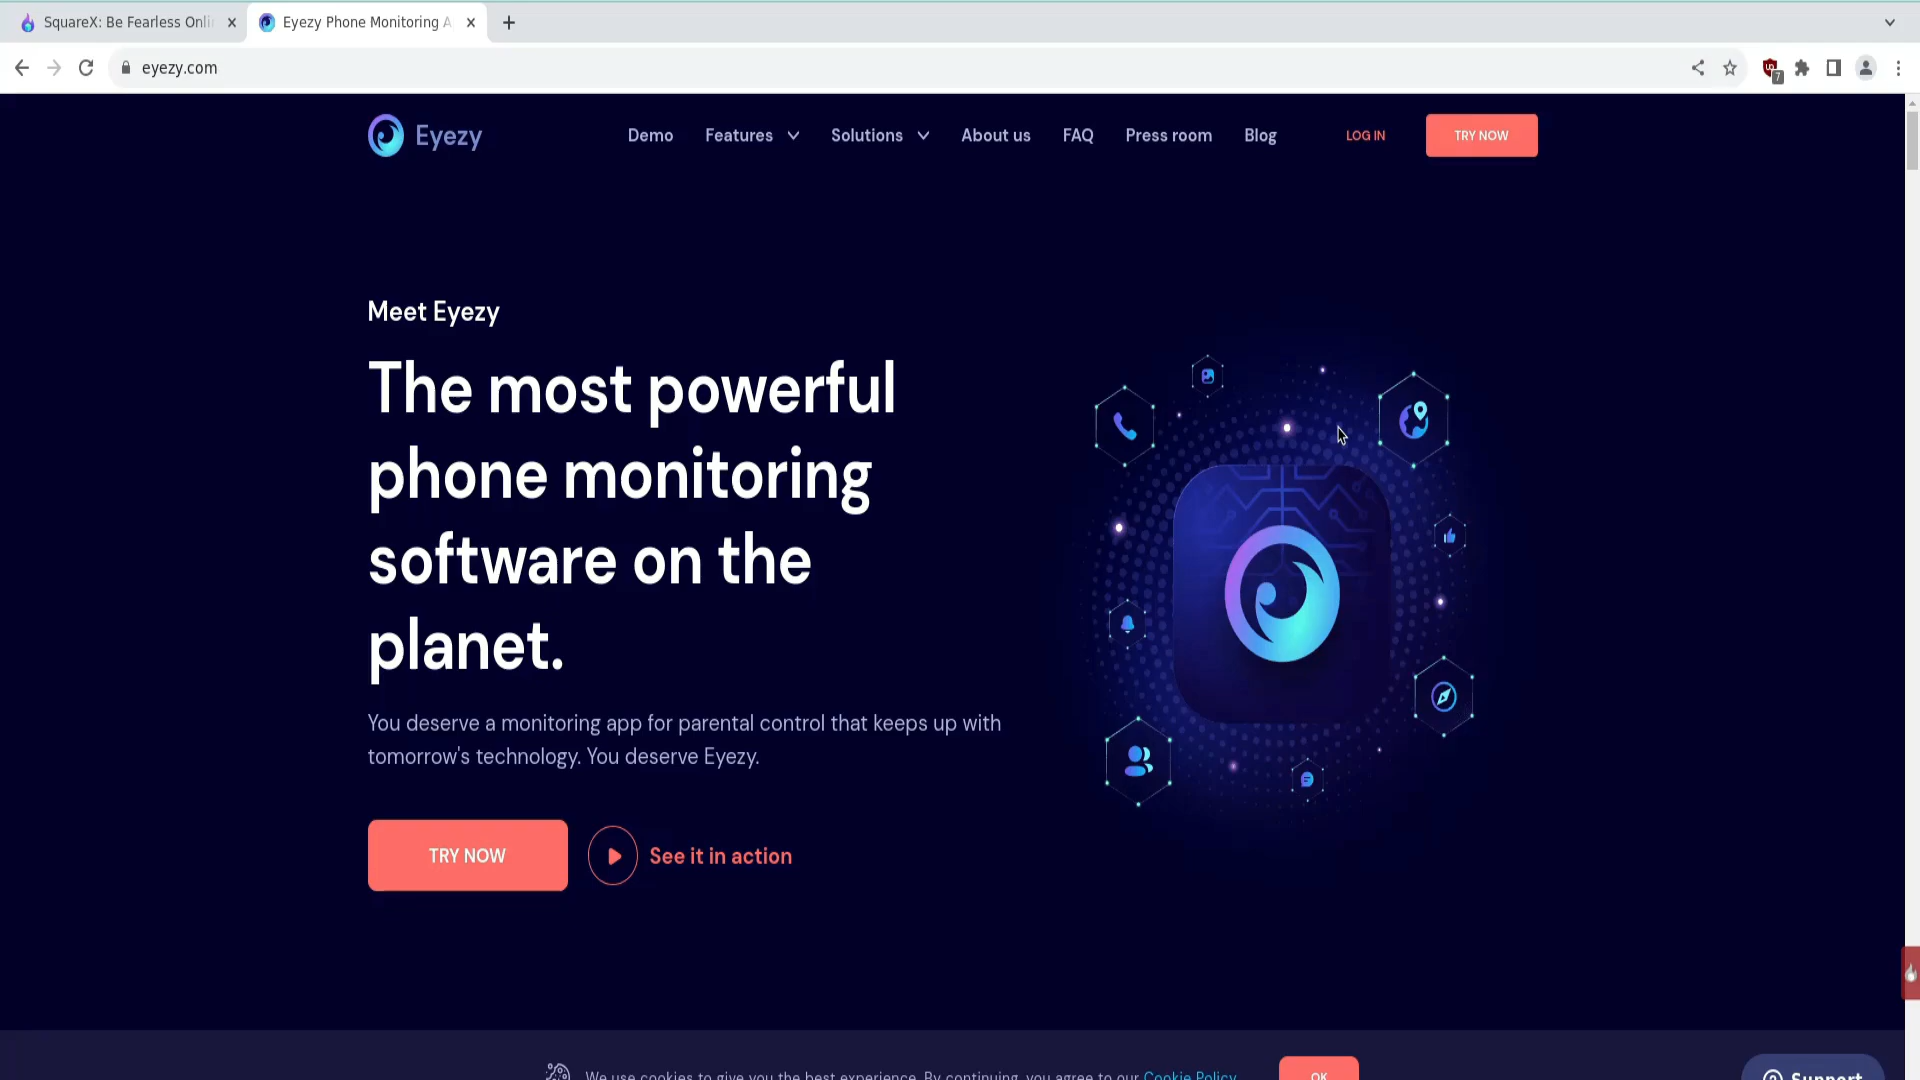 SquareX: Be Fearless Onli
Eyezy Phone Monitoring A
eyezy.com
7
Eyezy
Demo
Features
Solutions
About us
FAQ
Press room
Blog
LOG IN
TRY NOW
Meet Eyezy
The most powerful
phone monitoring
software on the
planet.
You deserve a monitoring app for parental control that keeps up with
tomorrow's technology. You deserve Eyezy.
TRY NOW
See it in action
We use cookies to give you the best experience. By continuing, you agree to our Cookie Policy
OK
Support